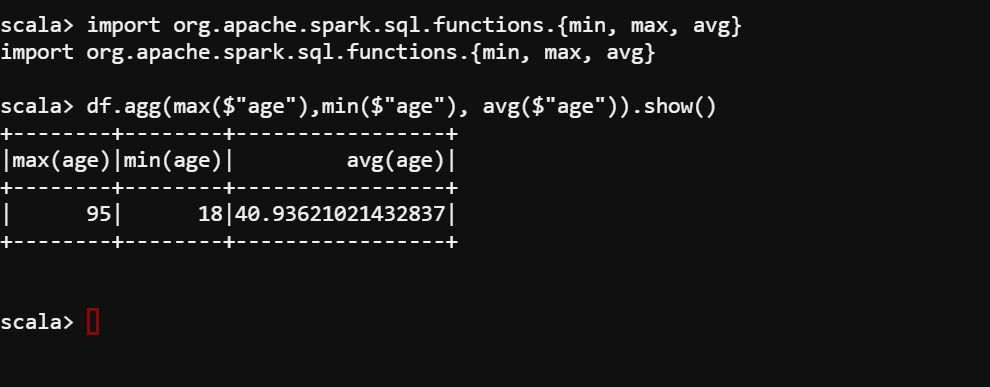 scala> import org.apache.spark.sql.functions.{min, max, avg}
import org.apache.spark.sql.functions.{min, max, avg}
scala> df.agg(max($"age"),min($"age"), avg($"age")).show()
+--------+--------+-----------------+
|max(age)|min(age)|         avg(age)|
+--------+--------+-----------------+
|      95|      18|40.93621021432837|
+--------+--------+-----------------+
scala>